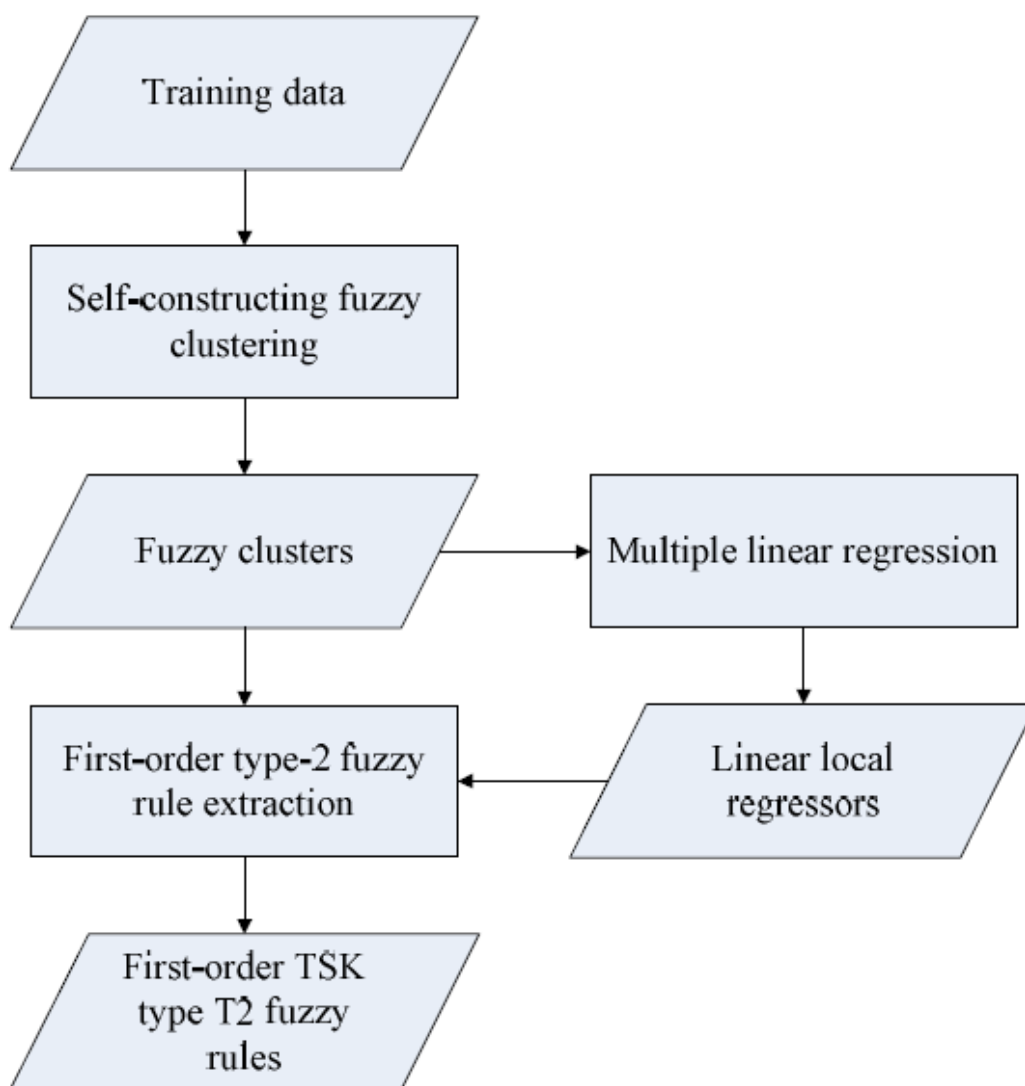 Training data
Self-constructing fuzzy
clustering
Fuzzy clusters
Multiple linear regression
First-order type-2 fuzzy
rule extraction
Linear local
regressors
First-order TSK
type T2 fuzzy
rules